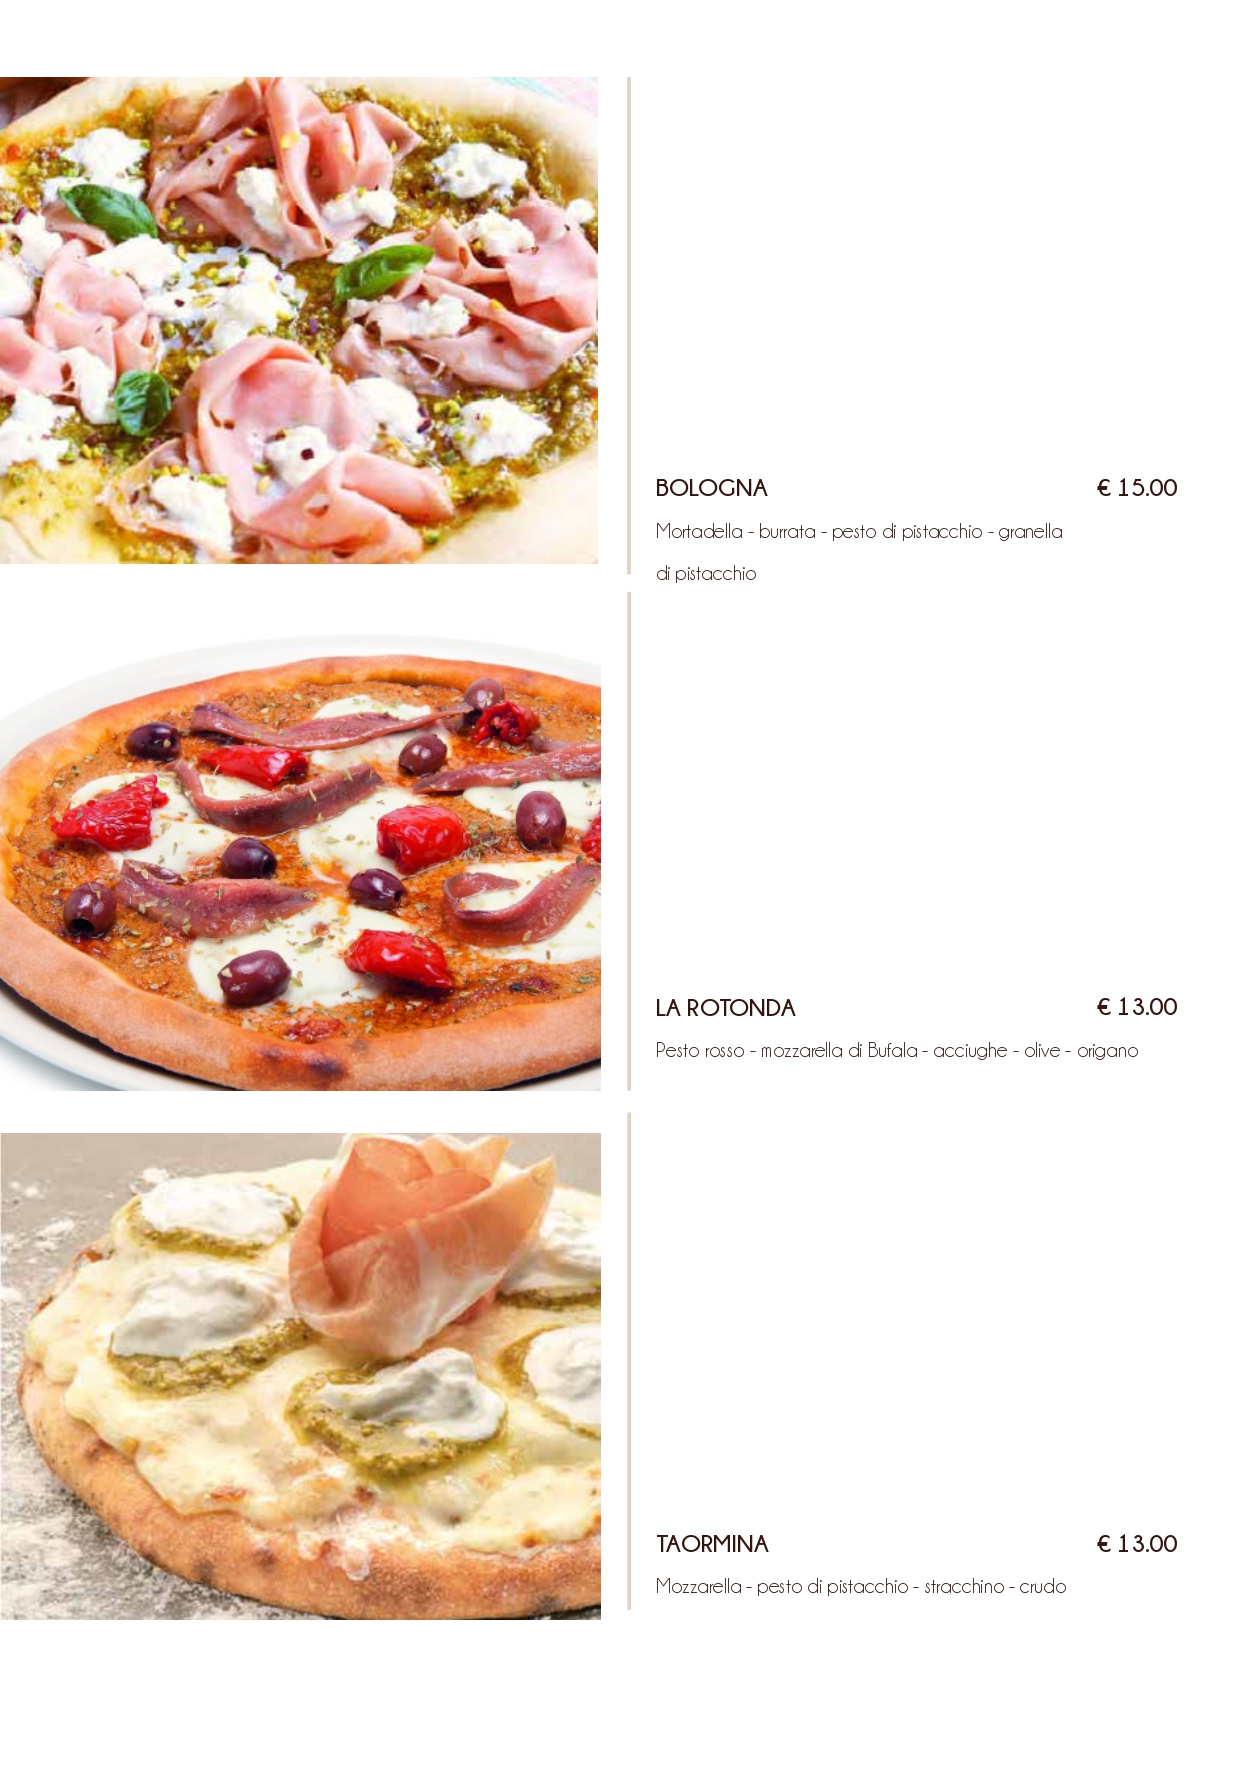 BOLOGNA € 15.00
Mortadella - burrata - pesto di pistacchio - granella
di pistacchio
LA ROTONDA € 13.00
Pesto rosso - mozzarella di Bufala - acciughe - olive - origano
TAORMINA € 13.00
Mozzarella - pesto di pistacchio - stracchino - crudo